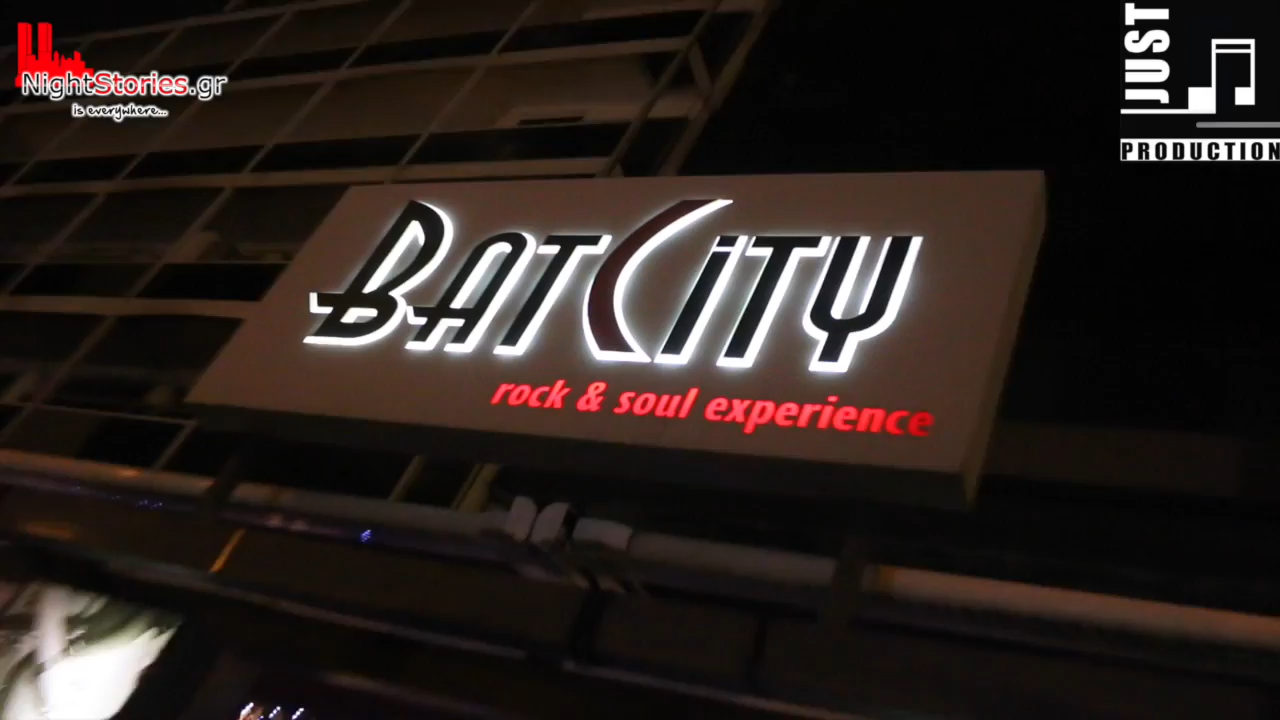 NightStories.gr
is everywhere...
JUST
PRODUCTION
BATCiTY
rock & soul experience